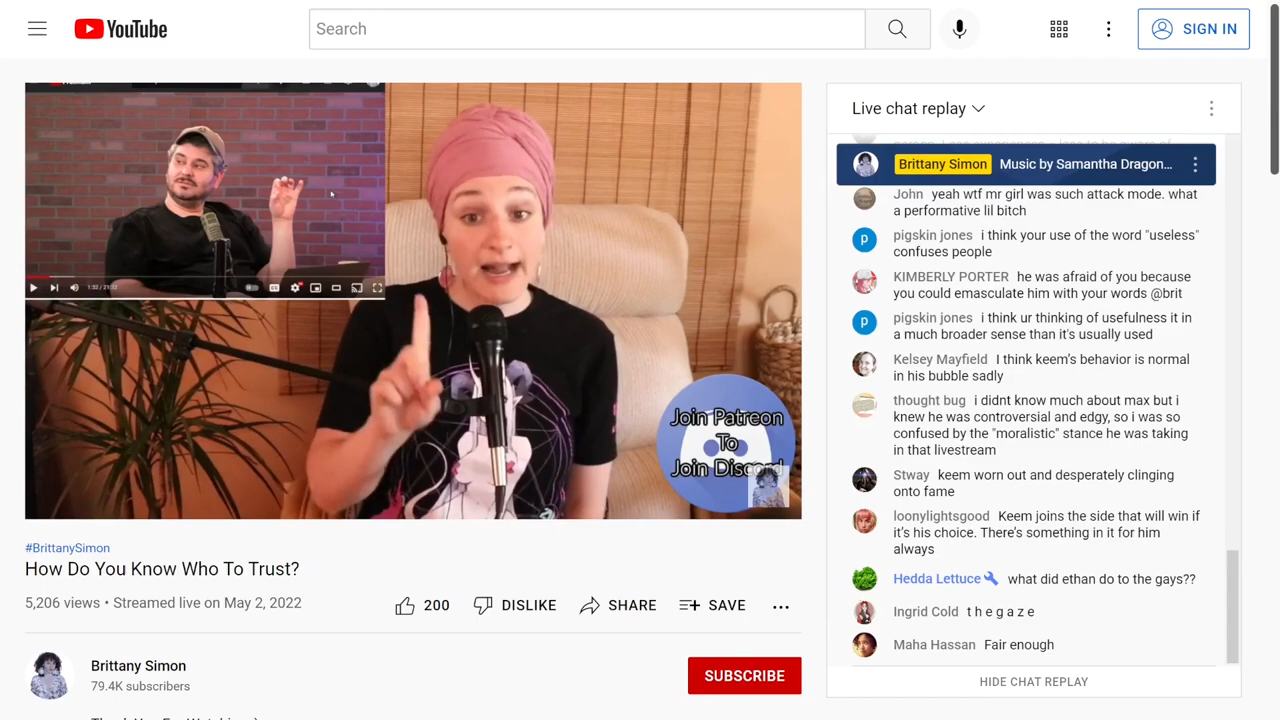 YouTube
Search
SIGN IN
Live chat replay
Brittany Simon Music by Samantha Dragon...
John yeah wtf mr girl was such attack mode. what
a performative lil bitch
pigskin jones i think your use of the word "useless"
confuses people
KIMBERLY PORTER he was afraid of you because
you could emasculate him with your words @brit
pigskin jones i think ur thinking of usefulness it in
a much broader sense than it's usually used
Kelsey Mayfield I think keem's behavior is normal
in his bubble sadly
thought bug i didnt know much about max but i
knew he was controversial and edgy, so i was so
confused by the "moralistic" stance he was taking
in that livestream
Stway keem worn out and desperately clinging
onto fame
loonylightsgood Keem joins the side that will win if
it's his choice. There's something in it for him
always
Hedda Lettuce what did ethan do to the gays??
Ingrid Cold t h e g a z e
Maha Hassan Fair enough
HIDE CHAT REPLAY
Join Patreon
To
Join Discord
#BrittanySimon
How Do You Know Who To Trust?
5,206 views • Streamed live on May 2, 2022
200
DISLIKE
SHARE
SAVE
Brittany Simon
79.4K subscribers
SUBSCRIBE